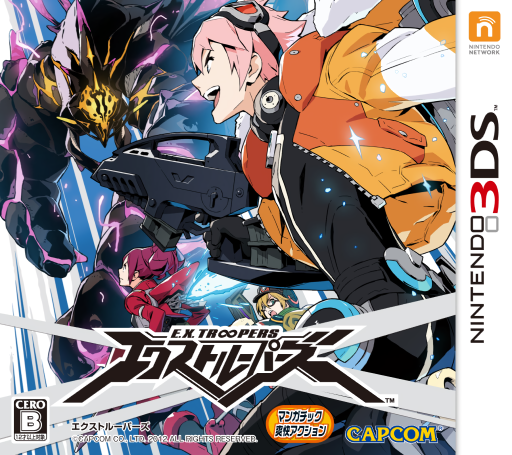 NINTENDO
NETWORK
NINTENDO 3DS™
E.X. TROOPERS
エクストルーパーズ
™
CERO
B
12才以上対象
エクストルーパーズ
©CAPCOM CO., LTD. 2012 ALL RIGHTS RESERVED.
マンガチック
爽快アクション
CAPCOM®